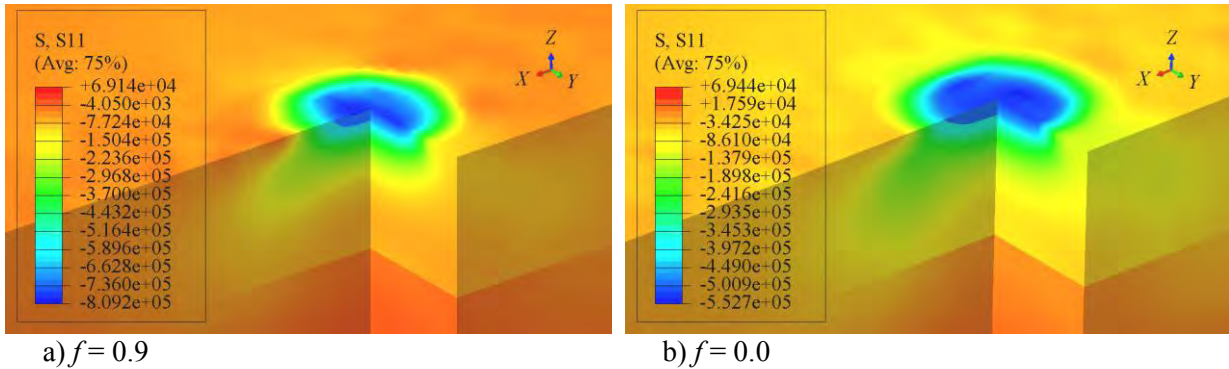 S, S11
(Avg: 75%)
+6.914e+04
-4.050e+03
-7.724e+04
-1.504e+05
-2.236e+05
-2.968e+05
-3.700e+05
-4.432e+05
-5.164e+05
-5.896e+05
-6.628e+05
-7.360e+05
-8.092e+05
Z
X
Y
a) f = 0.9
S, S11
(Avg: 75%)
+6.944e+04
+1.759e+04
-3.425e+04
-8.610e+04
-1.379e+05
-1.898e+05
-2.416e+05
-2.935e+05
-3.453e+05
-3.972e+05
-4.490e+05
-5.009e+05
-5.527e+05
Z
X
Y
b) f = 0.0